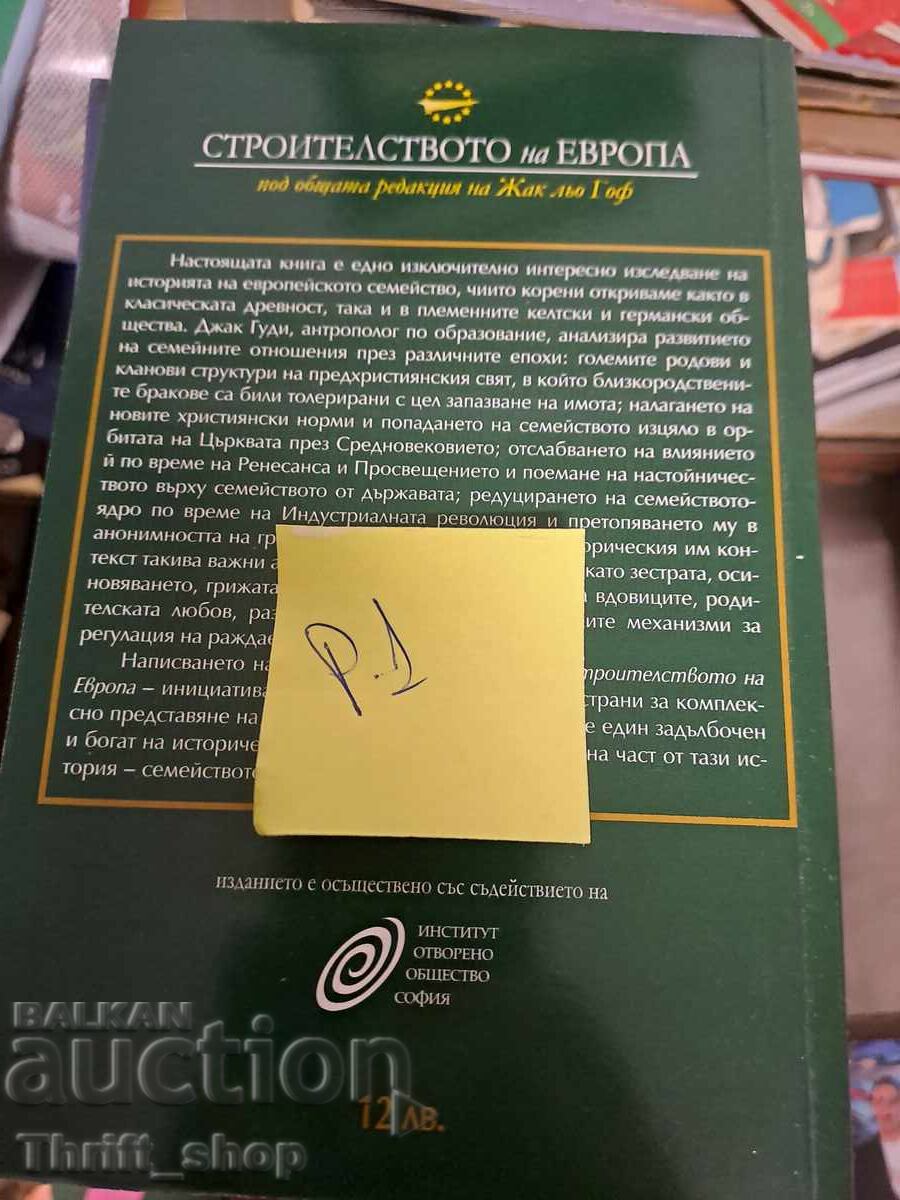 СТРОИТЕЛСТВОТО на ЕВРОПА
под общата редакция на Жак льо Гоф
Настоящата книга е едно изключително интересно изследване на
историята на европейското семейство, чиито корени откриваме както в
класическата древност, така и в племенните келтски и германски об-
щества. Джак Гуди, антрополог по образование, анализира развитието
на семейните отношения през различните епохи: големите родови и
кланови структури на предхристиянския свят, в който близкородствени-
те бракове са били толерирани с цел запазване на имота; налагането на
новите християнски норми и попадането на семейството изцяло в ор-
битата на Църквата през Средновековието; отслабването на влиянието
ѝ по време на Ренесанса и Просвещението и поемане на настойничес-
твото върху семейството от държавата; редуцирането на семейството-
ядро по време на Индустриалната революция и претопяването му в
анонимността на гр орическия им кон-
текст такива важни а като зестрата, оси-
новяването, грижата а вдовиците, роди-
телската любов, раз ните механизми за
регулация на раждае
Написването на троителството на
Европа – инициатива страни за комплек-
сно представяне на е един задълбочен
и богат на историче на част от тази ис-
тория – семейството
P.1
изданието е осъществено със съдействието на
ИНСТИТУТ
ОТВОРЕНО
ОБЩЕСТВО
СОФИЯ
12 лв.
BALKAN
auction
Thrift_shop